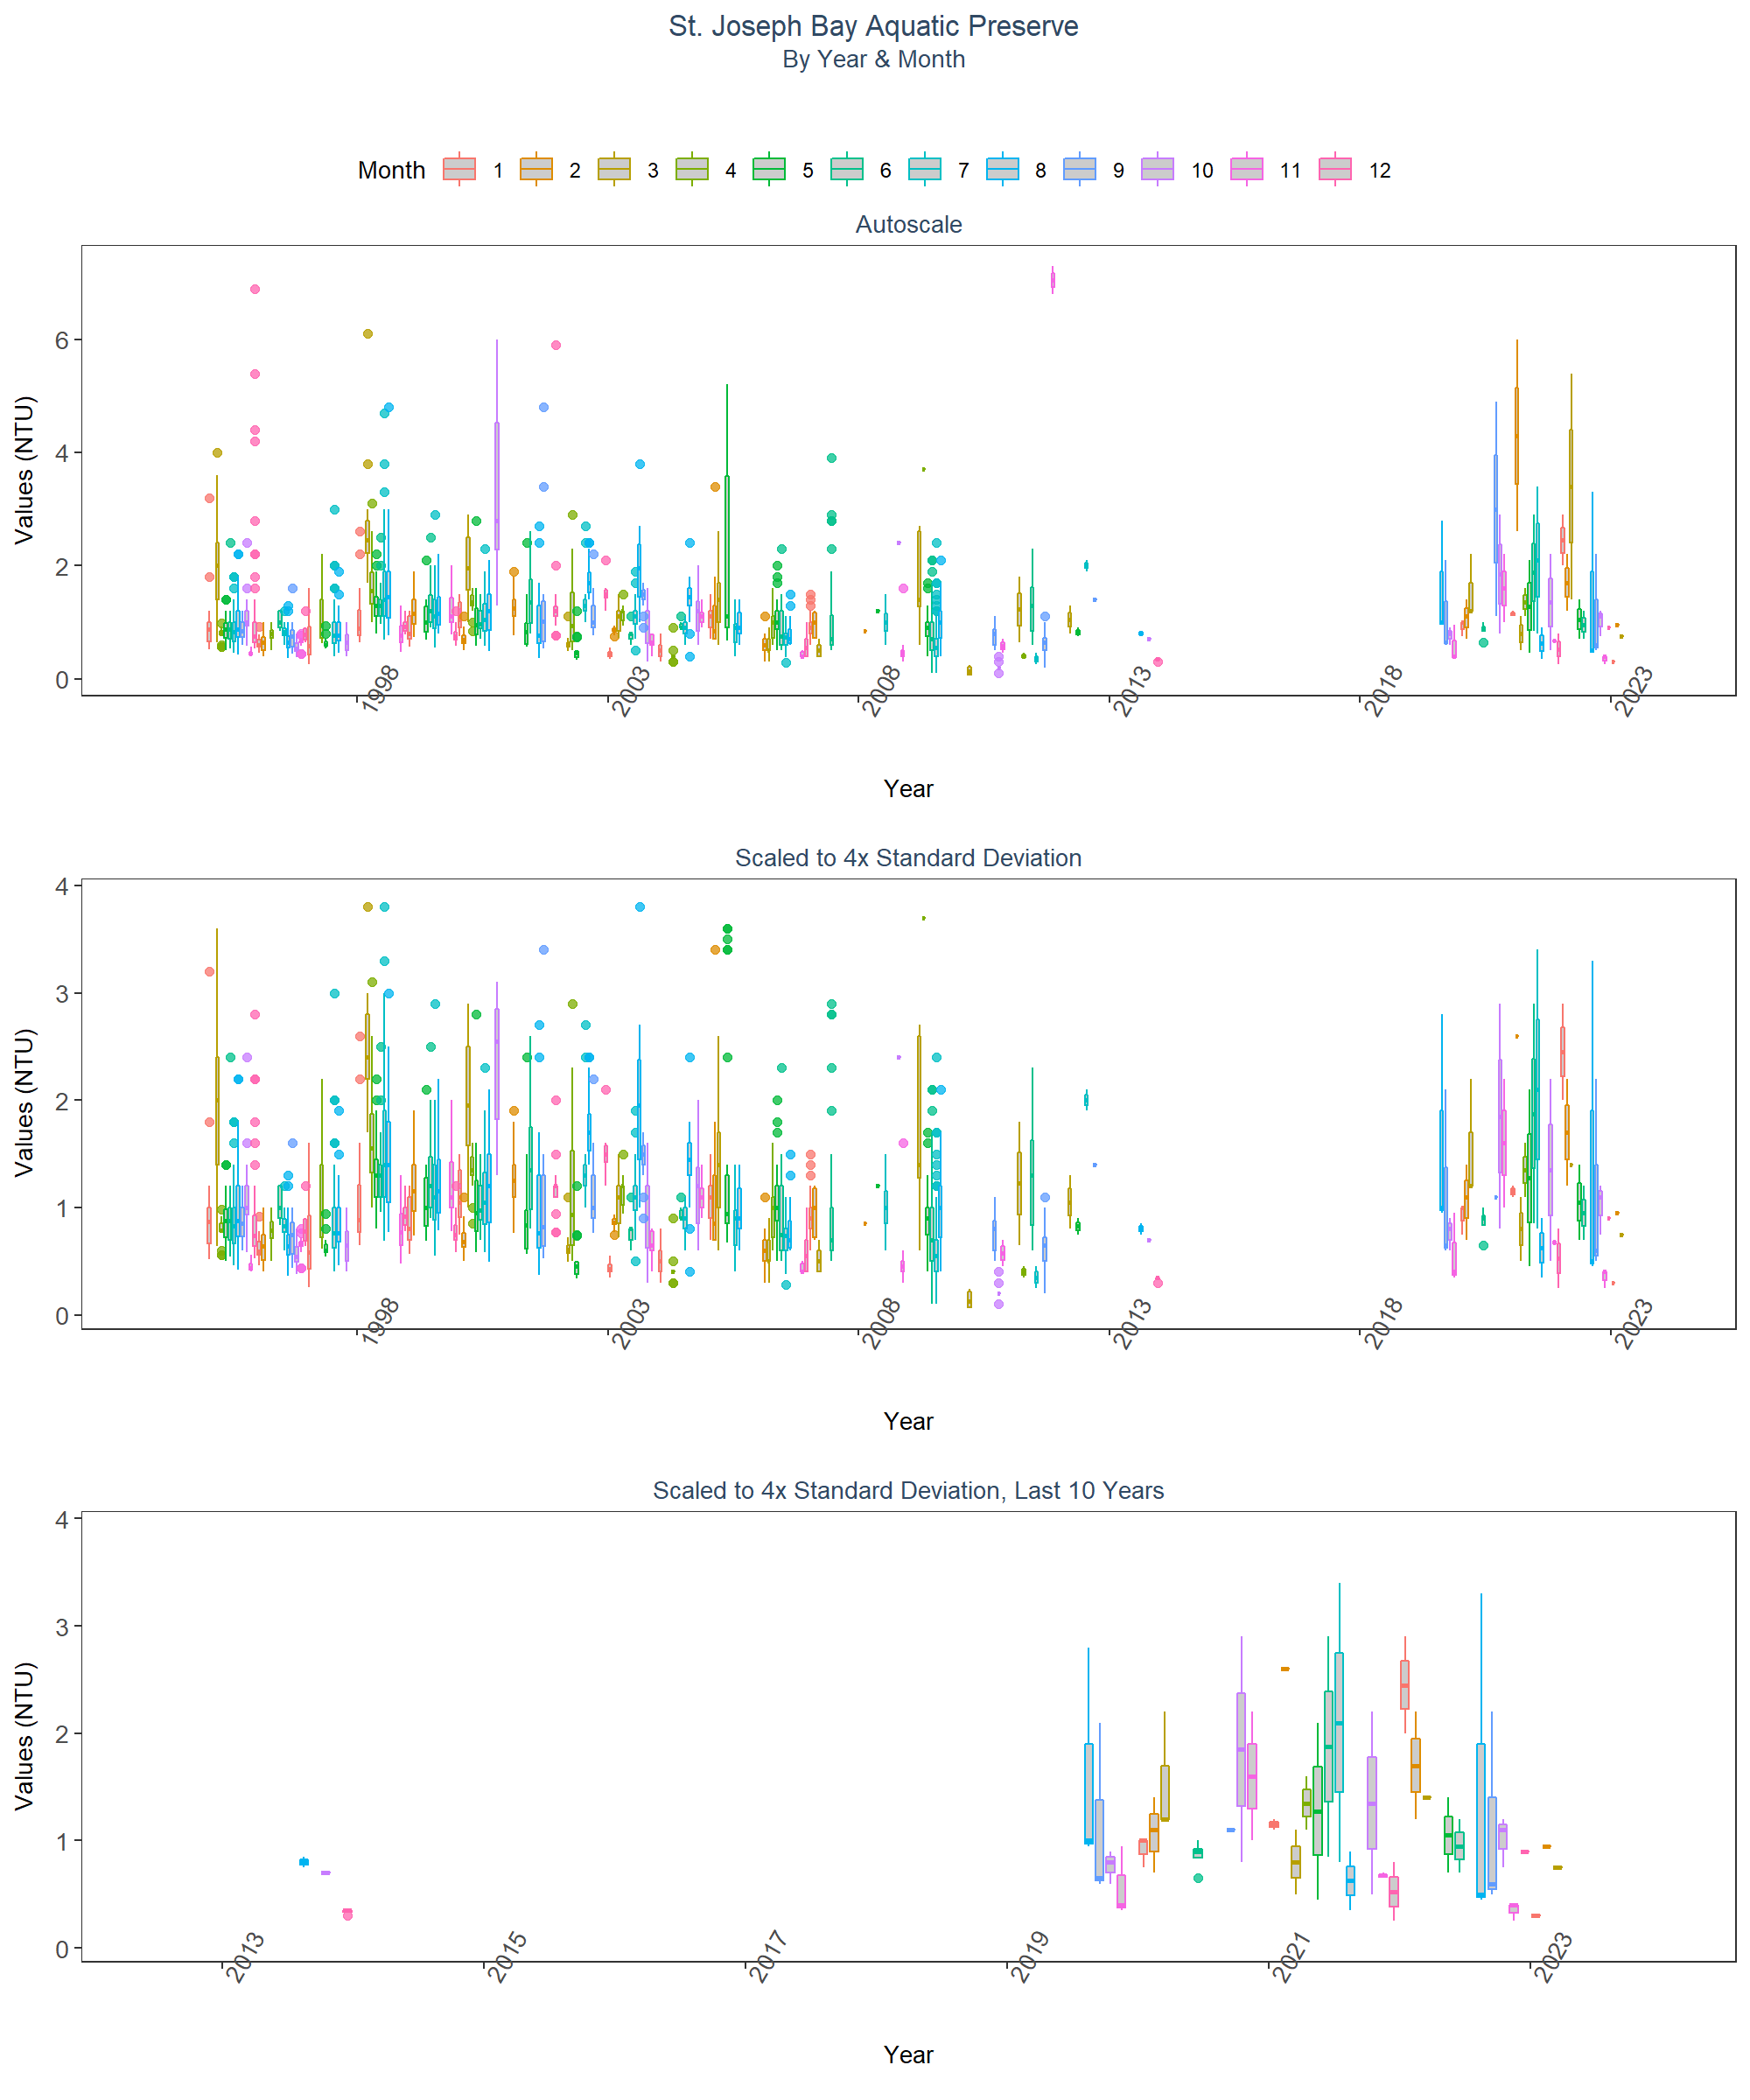 St. Joseph Bay Aquatic Preserve
By Year & Month
Month 1 2 3 4 5 6 7 8 9 10 11 12
Autoscale
Values (NTU)
6
4
2
0
1998 2003 2008 2013 2018 2023
Year
Scaled to 4x Standard Deviation
Values (NTU)
4
3
2
1
0
1998 2003 2008 2013 2018 2023
Year
Scaled to 4x Standard Deviation, Last 10 Years
Values (NTU)
4
3
2
1
0
2013 2015 2017 2019 2021 2023
Year